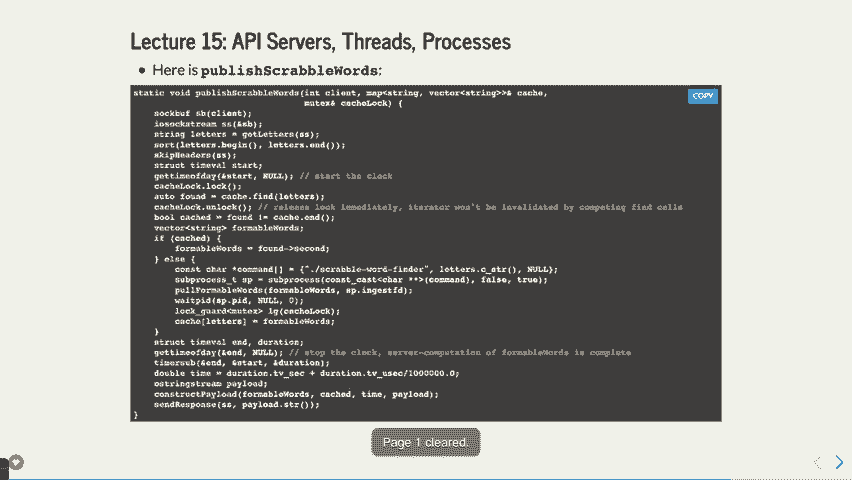 Lecture 15: API Servers, Threads, Processes
• Here is publishScrabbleWords:
COPY
static void publishScrabbleWords(int client, map<string, vector<string>>& cache,
mutex& cacheLock) {
sockbuf sb(client);
iosockstream ss(&sb);
string letters = getLetters(ss);
sort(letters.begin(), letters.end());
skipHeaders(ss);
struct timeval start;
gettimeofday(&start, NULL); // start the clock
cacheLock.lock();
auto found = cache.find(letters);
cacheLock.unlock(); // release lock immediately, iterator won't be invalidated by competing find calls
bool cached = found != cache.end();
vector<string> formableWords;
if (cached) {
formableWords = found->second;
} else {
const char *command[] = {"./scrabble-word-finder", letters.c_str(), NULL};
subprocess_t sp = subprocess(const_cast<char **>(command), false, true);
pullFormableWords(formableWords, sp.ingestfd);
waitpid(sp.pid, NULL, 0);
lock_guard<mutex> lg(cacheLock);
cache[letters] = formableWords;
}
struct timeval end, duration;
gettimeofday(&end, NULL); // stop the clock, server-computation of formableWords is complete
timersub(&end, &start, &duration);
double time = duration.tv_sec + duration.tv_usec/1000000.0;
ostringstream payload;
constructPayload(formableWords, cached, time, payload);
sendResponse(ss, payload.str());
}
Page 1 cleared.